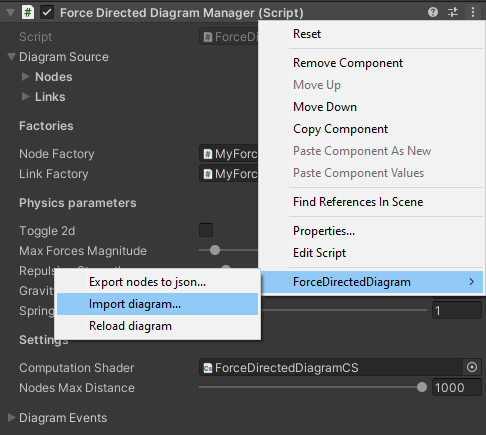 Force Directed Diagram Manager (Script)
Script
ForceDi
Diagram Source
Nodes
Links
Factories
Node Factory
MyForc
Link Factory
MyForc
Physics parameters
Toggle 2d
Max Forces Magnitude
Gravit
Spring
1
Settings
Computation Shader
ForceDirectedDiagramCS
Nodes Max Distance
1000
Diagram Events
Reset
Remove Component
Move Up
Move Down
Copy Component
Paste Component As New
Paste Component Values
Find References In Scene
Properties...
Edit Script
ForceDirectedDiagram
Export nodes to json...
Import diagram...
Reload diagram